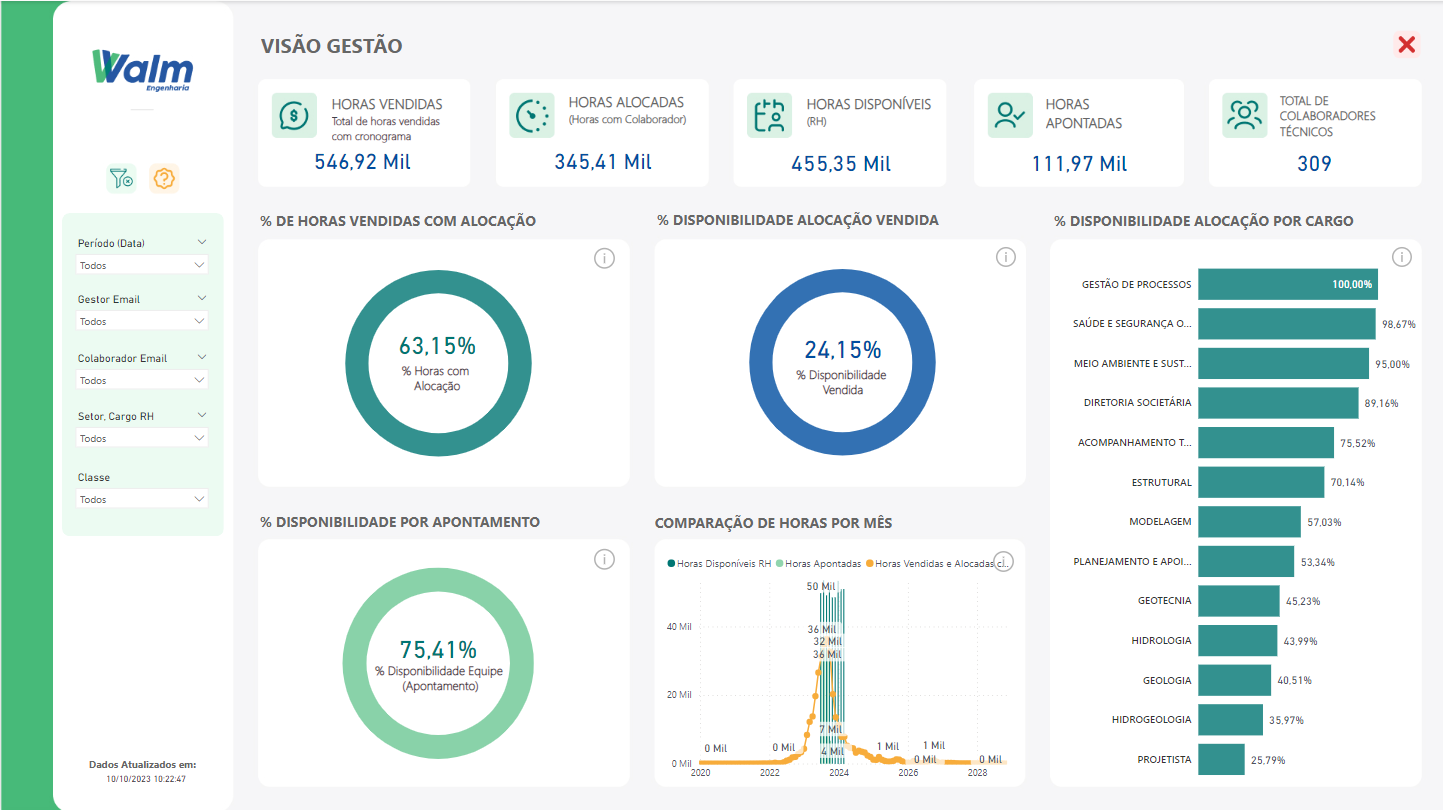 Walm
Engenharia
VISÃO GESTÃO
HORAS VENDIDAS
Total de horas vendidas
com cronograma
546,92 Mil
HORAS ALOCADAS
(Horas com Colaborador)
345,41 Mil
HORAS DISPONÍVEIS
(RH)
455,35 Mil
HORAS
APONTADAS
111,97 Mil
TOTAL DE
COLABORADORES
TÉCNICOS
309
Período (Data)
Todos
Gestor Email
Todos
Colaborador Email
Todos
Setor, Cargo RH
Todos
Classe
Todos
Dados Atualizados em:
10/10/2023 10:22:47
% DE HORAS VENDIDAS COM ALOCAÇÃO
63,15%
% Horas com
Alocação
% DISPONIBILIDADE ALOCAÇÃO VENDIDA
24,15%
% Disponibilidade
Vendida
% DISPONIBILIDADE POR APONTAMENTO
75,41%
% Disponibilidade Equipe
(Apontamento)
COMPARAÇÃO DE HORAS POR MÊS
Horas Disponíveis RH Horas Apontadas Horas Vendidas e Alocadas c...
50 Mil
40 Mil
36 Mil
32 Mil
36 Mil
20 Mil
7 Mil
0 Mil 0 Mil 4 Mil 1 Mil 1 Mil 0 Mil 0 Mil
0 Mil
2020 2022 2024 2026 2028
% DISPONIBILIDADE ALOCAÇÃO POR CARGO
GESTÃO DE PROCESSOS 100,00%
SAÚDE E SEGURANÇA O... 98,67%
MEIO AMBIENTE E SUST... 95,00%
DIRETORIA SOCIETÁRIA 89,16%
ACOMPANHAMENTO T... 75,52%
ESTRUTURAL 70,14%
MODELAGEM 57,03%
PLANEJAMENTO E APOI... 53,34%
GEOTECNIA 45,23%
HIDROLOGIA 43,99%
GEOLOGIA 40,51%
HIDROGEOLOGIA 35,97%
PROJETISTA 25,79%